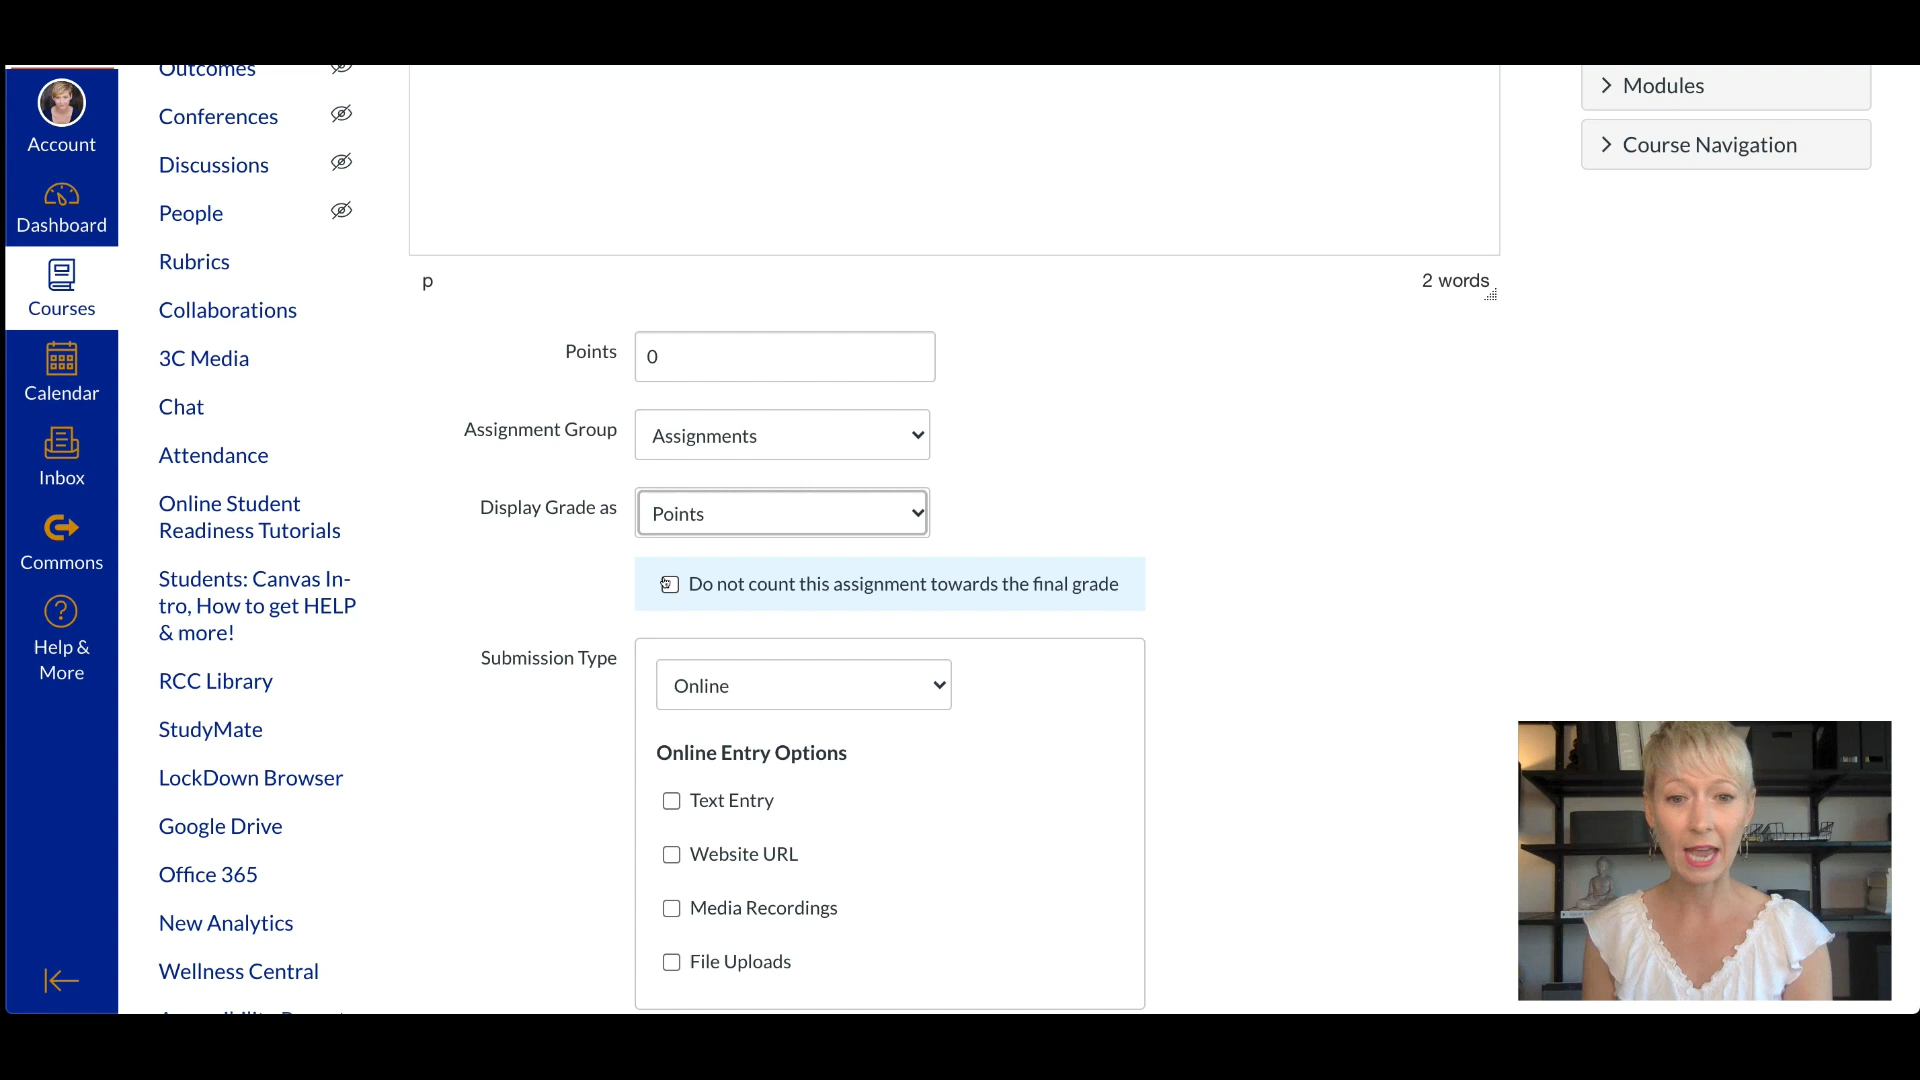 Account
Dashboard
Courses
Calendar
Inbox
Commons
?
Help &
More
Outcomes
Conferences
Discussions
People
Rubrics
Collaborations
3C Media
Chat
Attendance
Online Student
Readiness Tutorials
Students: Canvas In-
tro, How to get HELP
& more!
RCC Library
StudyMate
LockDown Browser
Google Drive
Office 365
New Analytics
Wellness Central
p
2 words
Points
0
Assignment Group
Assignments
Display Grade as
Points
Do not count this assignment towards the final grade
Submission Type
Online
Online Entry Options
Text Entry
Website URL
Media Recordings
File Uploads
Modules
Course Navigation